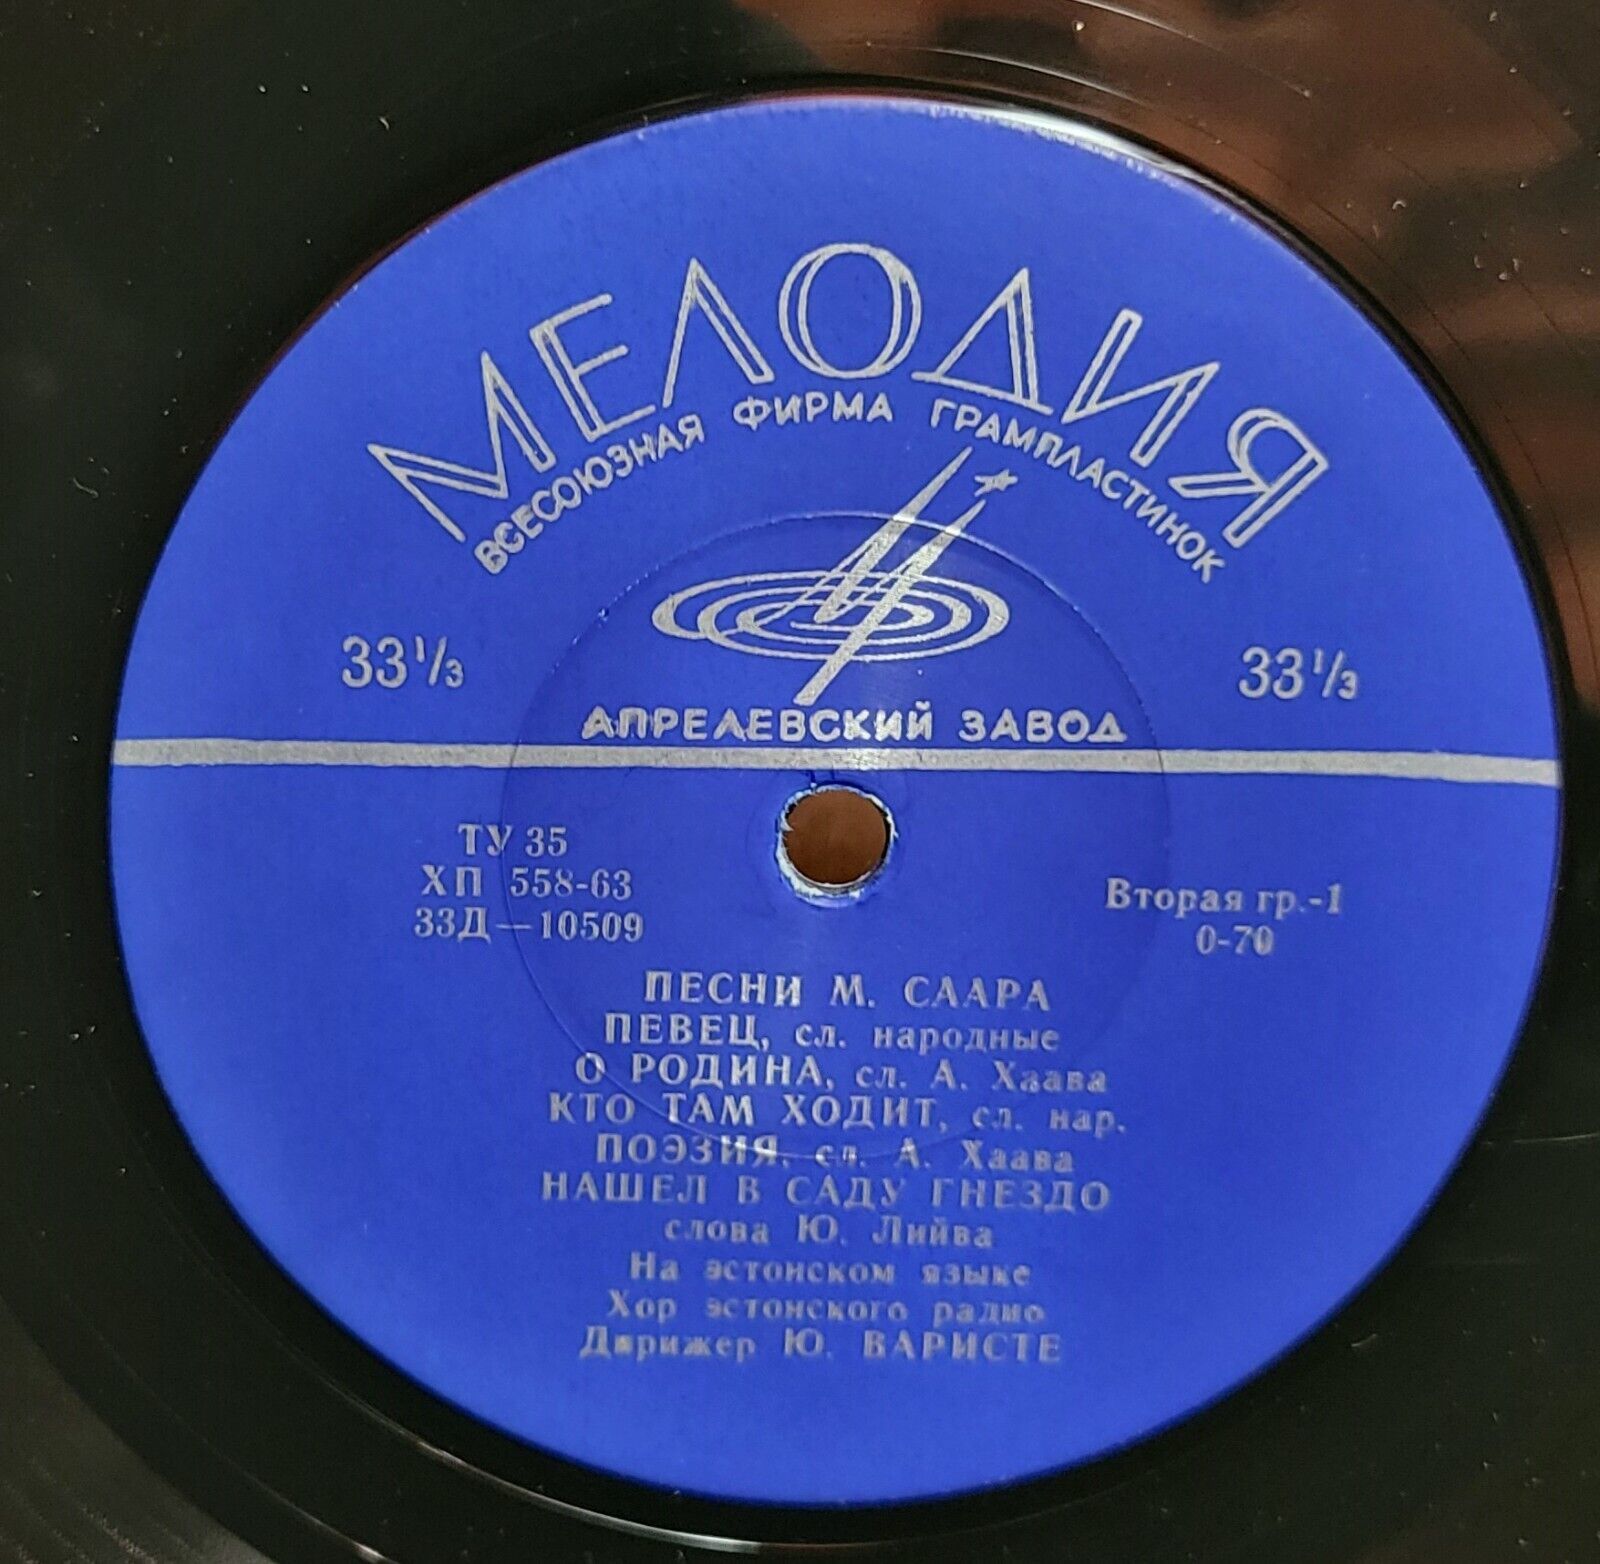 МЕЛОДИЯ
ВСЕСОЮЗНАЯ ФИРМА ГРАМПЛАСТИНОК
33⅓ 33⅓
АПРЕЛЕВСКИЙ ЗАВОД
ТУ 35
ХП 558-63
33Д—10509
Вторая гр.-1
0-70
ПЕСНИ М. СААРА
ПЕВЕЦ, сл. народные
О РОДИНА, сл. А. Хаава
КТО ТАМ ХОДИТ, сл. нар.
ПОЭЗИЯ, сл. А. Хаава
НАШЕЛ В САДУ ГНЕЗДО
слова Ю. Лийва
На эстонском языке
Хор эстонского радио
Дирижер Ю. ВАРИСТЕ